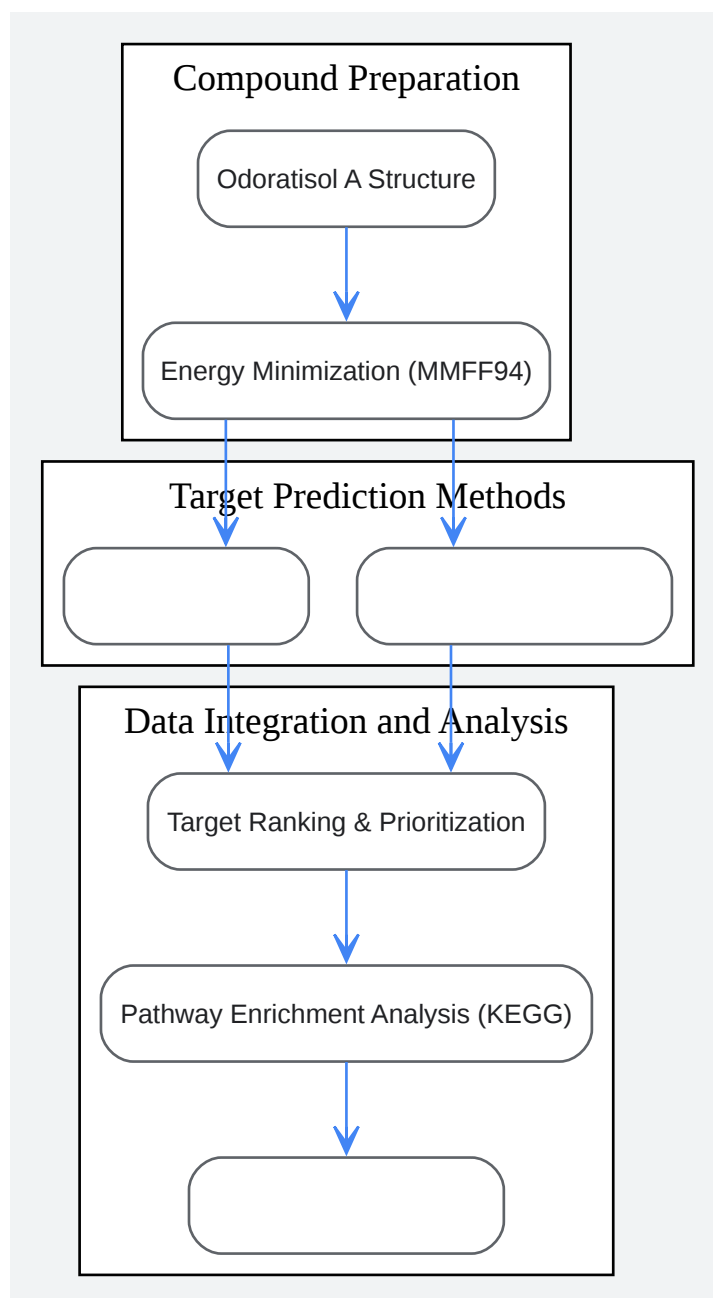 Compound Preparation
Odoratisol A Structure
Energy Minimization (MMFF94)
Target Prediction Methods
Data Integration and Analysis
Target Ranking & Prioritization
Pathway Enrichment Analysis (KEGG)